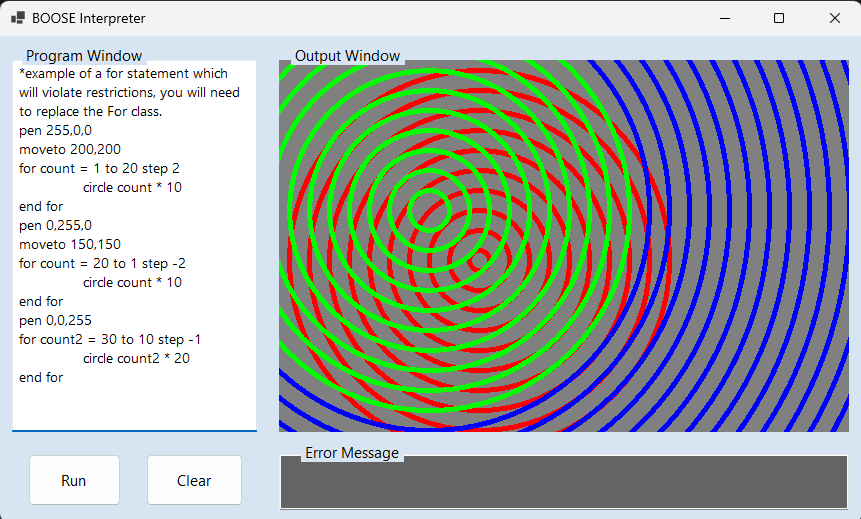 BOOSE Interpreter
Program Window
*example of a for statement which
will violate restrictions, you will need
to replace the For class.
pen 255,0,0
moveto 200,200
for count = 1 to 20 step 2
circle count * 10
end for
pen 0,255,0
moveto 150,150
for count = 20 to 1 step -2
circle count * 10
end for
pen 0,0,255
for count2 = 30 to 10 step -1
circle count2 * 20
end for
Run
Clear
Output Window
Error Message